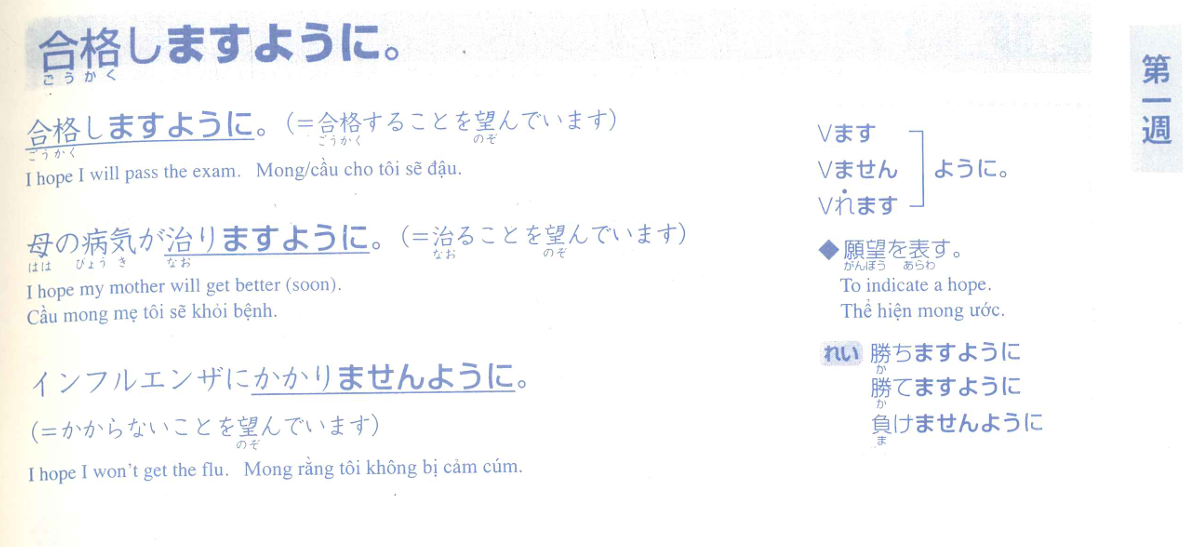 合格しますように。
ごうかく
合格しますように。(=合格することを望んでいます)
ごうかく ごうかく のぞ
I hope I will pass the exam. Mong/cầu cho tôi sẽ đậu.
母の病気が治りますように。(=治ることを望んでいます)
はは びょうき なお なお のぞ
I hope my mother will get better (soon).
Cầu mong mẹ tôi sẽ khỏi bệnh.
インフルエンザにかかりませんように。
(=かからないことを望んでいます)
のぞ
I hope I won't get the flu. Mong rằng tôi không bị cảm cúm.
Vます
Vません
Vれます
ように。
◆願望を表す。
がんぼう あらわ
To indicate a hope.
Thể hiện mong ước.
れい 勝ちますように
か
勝てますように
か
負けませんように
ま
第一週